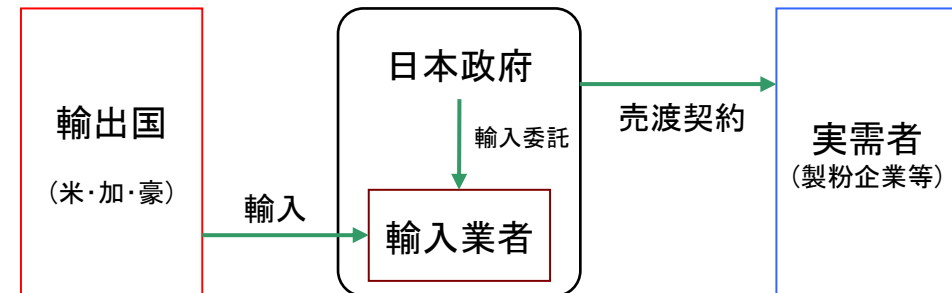 輸出国
(米・加・豪)
輸入
日本政府
輸入委託
輸入業者
売渡契約
実需者
(製粉企業等)